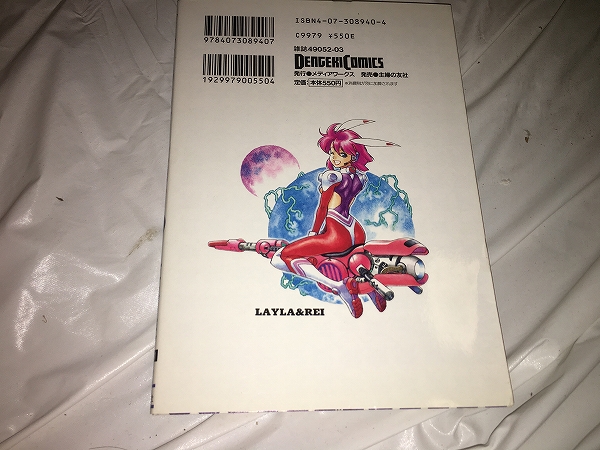 9784073089407
1929979005504
ISBN4-07-308940-4
C9979 ¥550E
雑誌49052-03
DENGEKI COMICS
発行●メディアワークス 発売●主婦の友社
定価:本体550円
LAYLA&REI